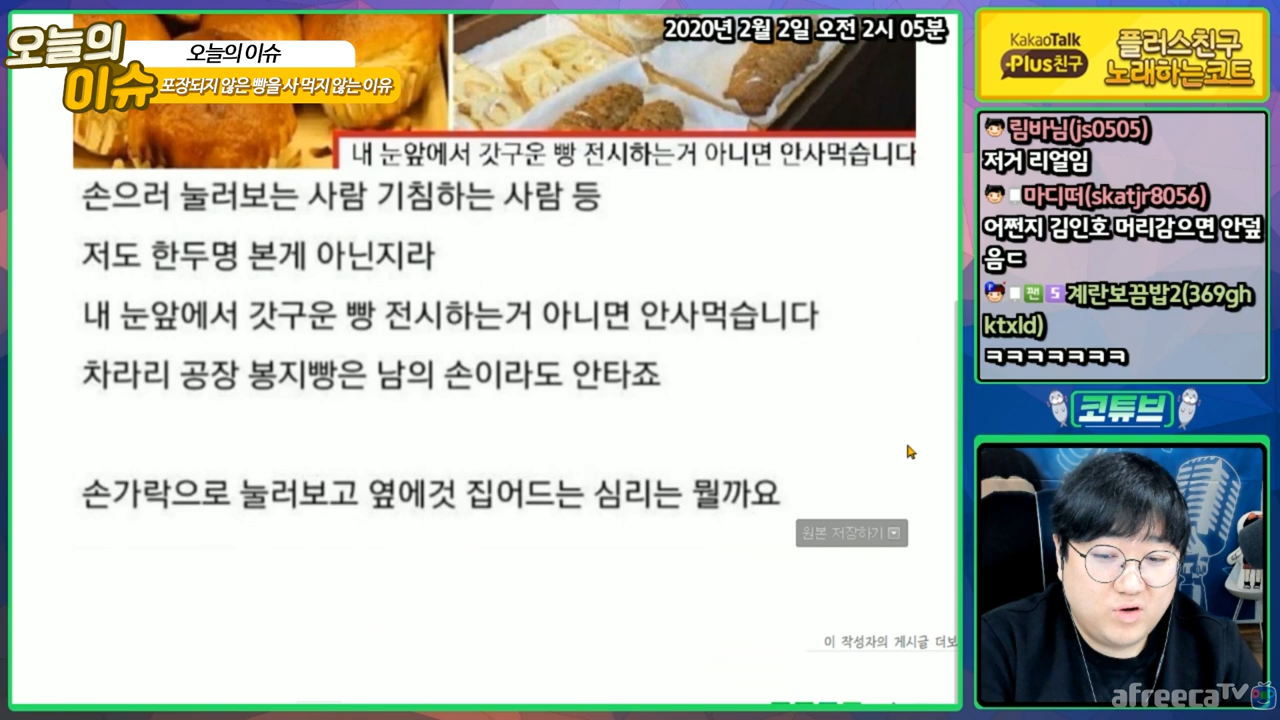 오늘의
이슈
오늘의 이슈
포장되지 않은 빵을 사 먹지 않는 이유
2020년 2월 2일 오전 2시 05분
내 눈앞에서 갓구운 빵 전시하는거 아니면 안사먹습니다
손으러 눌러보는 사람 기침하는 사람 등
저도 한두명 본게 아닌지라
내 눈앞에서 갓구운 빵 전시하는거 아니면 안사먹습니다
차라리 공장 봉지빵은 남의 손이라도 안타죠
손가락으로 눌러보고 옆에것 집어드는 심리는 뭘까요
원본 저장하기
이 작성자의 게시글 더보
KakaoTalk
Plus친구
플러스친구
노래하는코트
림바님(js0505)
저거 리얼임
마디떠(skatjr8056)
어쩐지 김인호 머리감으면 안덮
음ㄷ
팬 5 계란보끔밥2(369gh
ktxld)
ㅋㅋㅋㅋㅋㅋㅋ
코튜브
afreecaTV